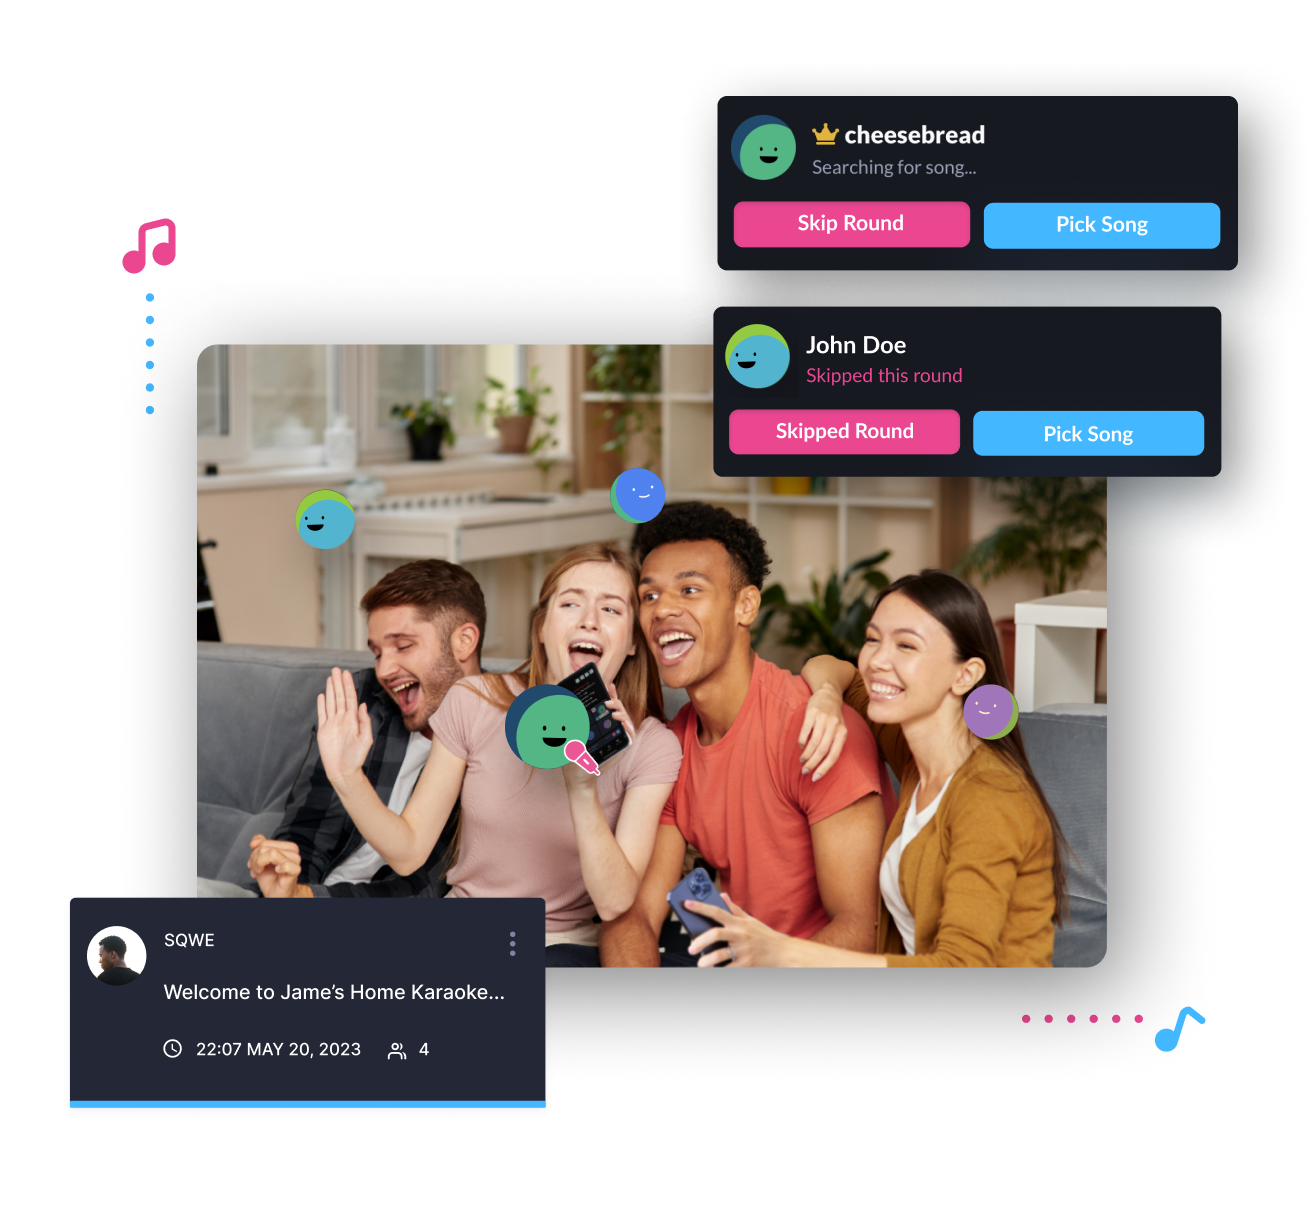 cheesebread
Searching for song...
Skip Round
Pick Song
John Doe
Skipped this round
Skipped Round
Pick Song
SQWE
Welcome to Jame’s Home Karaoke...
22:07 MAY 20, 2023
4